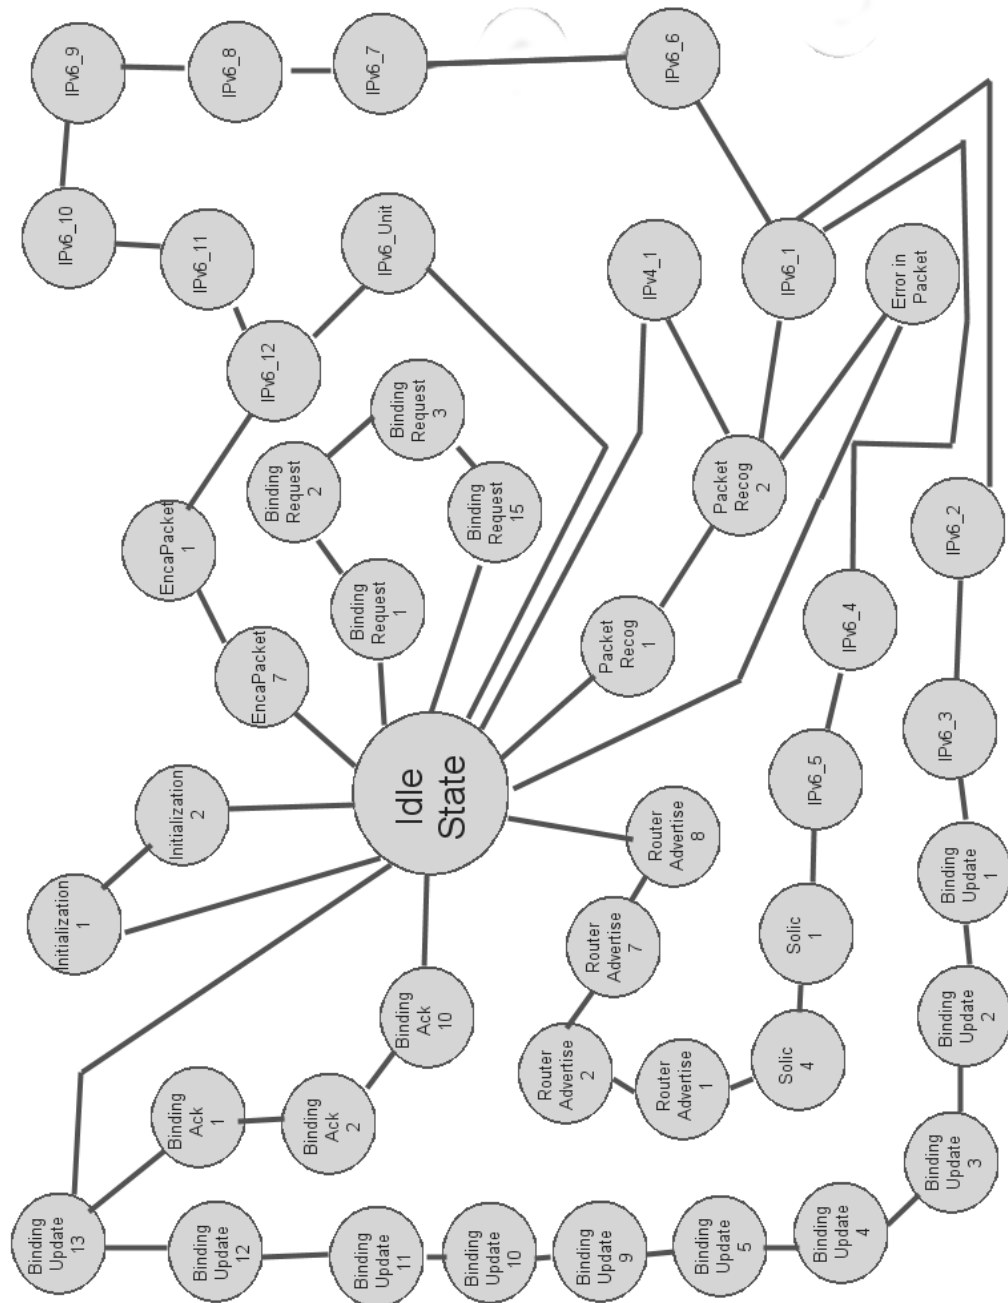 Binding
Update
13
Initialization
1
IPv6_10
IPv6_9
Binding
Update
12
Binding
Ack
1
Initialization
2
EncaPacket
1
IPv6_11
IPv6_8
Binding
Ack
2
EncaPacket
7
Binding
Request
2
IPv6_12
Binding
Update
11
Binding
Ack
10
Idle
State
Binding
Request
1
Binding
Request
3
IPv6_Unit
IPv6_7
Binding
Update
10
Binding
Request
15
Binding
Update
9
Router
Advertise
2
Router
Advertise
7
Packet
Recog
1
IPv4_1
IPv6_6
Binding
Update
5
Router
Advertise
1
Router
Advertise
8
Packet
Recog
2
IPv6_1
Binding
Update
4
Solic
4
Solic
1
IPv6_5
IPv6_4
Error in
Packet
Binding
Update
3
Binding
Update
2
Binding
Update
1
IPv6_3
IPv6_2